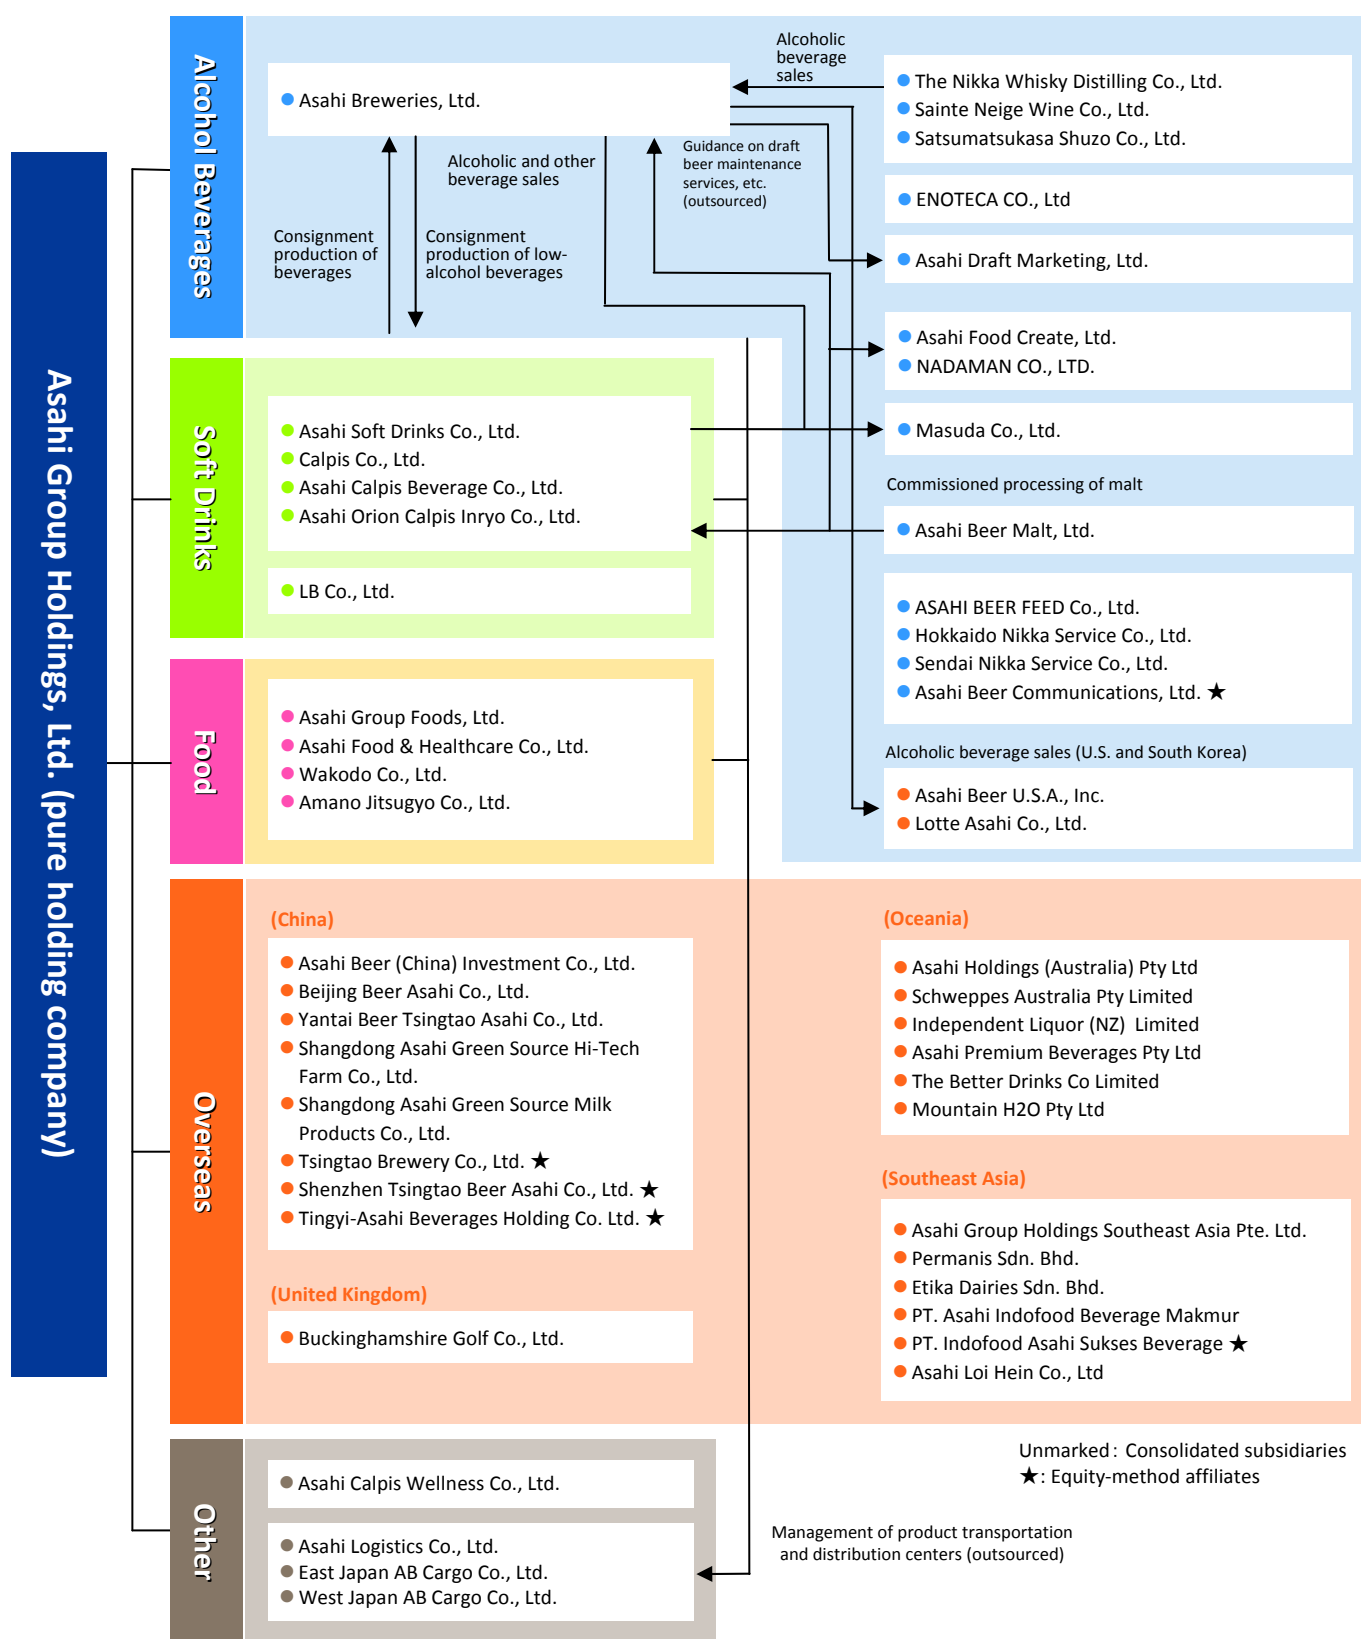 Asahi Group Holdings, Ltd. (pure holding company)
Alcohol Beverages
Asahi Breweries, Ltd.
Alcoholic
beverage
sales
The Nikka Whisky Distilling Co., Ltd.
Sainte Neige Wine Co., Ltd.
Satsumatsukasa Shuzo Co., Ltd.
Alcoholic and other
beverage sales
Guidance on draft
beer maintenance
services, etc.
(outsourced)
Consignment
production of
beverages
Consignment
production of low-
alcohol beverages
ENOTECA CO., Ltd
Asahi Draft Marketing, Ltd.
Asahi Food Create, Ltd.
NADAMAN CO., LTD.
Masuda Co., Ltd.
Commissioned processing of malt
Asahi Beer Malt, Ltd.
ASAHI BEER FEED Co., Ltd.
Hokkaido Nikka Service Co., Ltd.
Sendai Nikka Service Co., Ltd.
Asahi Beer Communications, Ltd. ★
Alcoholic beverage sales (U.S. and South Korea)
Asahi Beer U.S.A., Inc.
Lotte Asahi Co., Ltd.
Soft Drinks
Asahi Soft Drinks Co., Ltd.
Calpis Co., Ltd.
Asahi Calpis Beverage Co., Ltd.
Asahi Orion Calpis Inryo Co., Ltd.
LB Co., Ltd.
Food
Asahi Group Foods, Ltd.
Asahi Food & Healthcare Co., Ltd.
Wakodo Co., Ltd.
Amano Jitsugyo Co., Ltd.
Overseas
(China)
Asahi Beer (China) Investment Co., Ltd.
Beijing Beer Asahi Co., Ltd.
Yantai Beer Tsingtao Asahi Co., Ltd.
Shangdong Asahi Green Source Hi-Tech
Farm Co., Ltd.
Shangdong Asahi Green Source Milk
Products Co., Ltd.
Tsingtao Brewery Co., Ltd. ★
Shenzhen Tsingtao Beer Asahi Co., Ltd. ★
Tingyi-Asahi Beverages Holding Co. Ltd. ★
(United Kingdom)
Buckinghamshire Golf Co., Ltd.
(Oceania)
Asahi Holdings (Australia) Pty Ltd
Schweppes Australia Pty Limited
Independent Liquor (NZ) Limited
Asahi Premium Beverages Pty Ltd
The Better Drinks Co Limited
Mountain H2O Pty Ltd
(Southeast Asia)
Asahi Group Holdings Southeast Asia Pte. Ltd.
Permanis Sdn. Bhd.
Etika Dairies Sdn. Bhd.
PT. Asahi Indofood Beverage Makmur
PT. Indofood Asahi Sukses Beverage ★
Asahi Loi Hein Co., Ltd
Other
Asahi Calpis Wellness Co., Ltd.
Asahi Logistics Co., Ltd.
East Japan AB Cargo Co., Ltd.
West Japan AB Cargo Co., Ltd.
Unmarked: Consolidated subsidiaries
★: Equity-method affiliates
Management of product transportation
and distribution centers (outsourced)